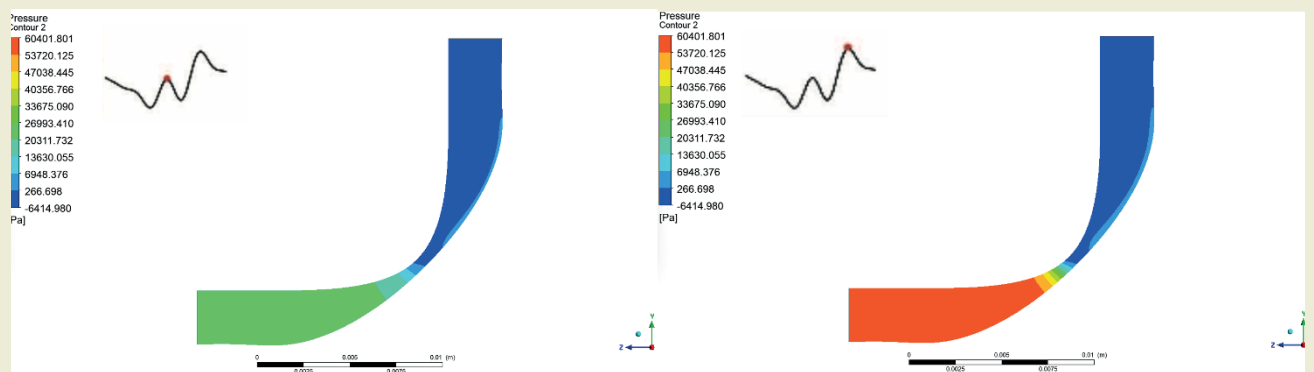 Pressure
Contour 2
60401.801
53720.125
47038.445
40356.766
33675.090
26993.410
20311.732
13630.055
6948.376
266.698
-6414.980
[Pa]
0
0.005
0.01
(m)
0.0025
0.0075
Y
Z
Pressure
Contour 2
60401.801
53720.125
47038.445
40356.766
33675.090
26993.410
20311.732
13630.055
6948.376
266.698
-6414.980
[Pa]
0
0.005
0.01
(m)
0.0025
0.0075
Y
Z